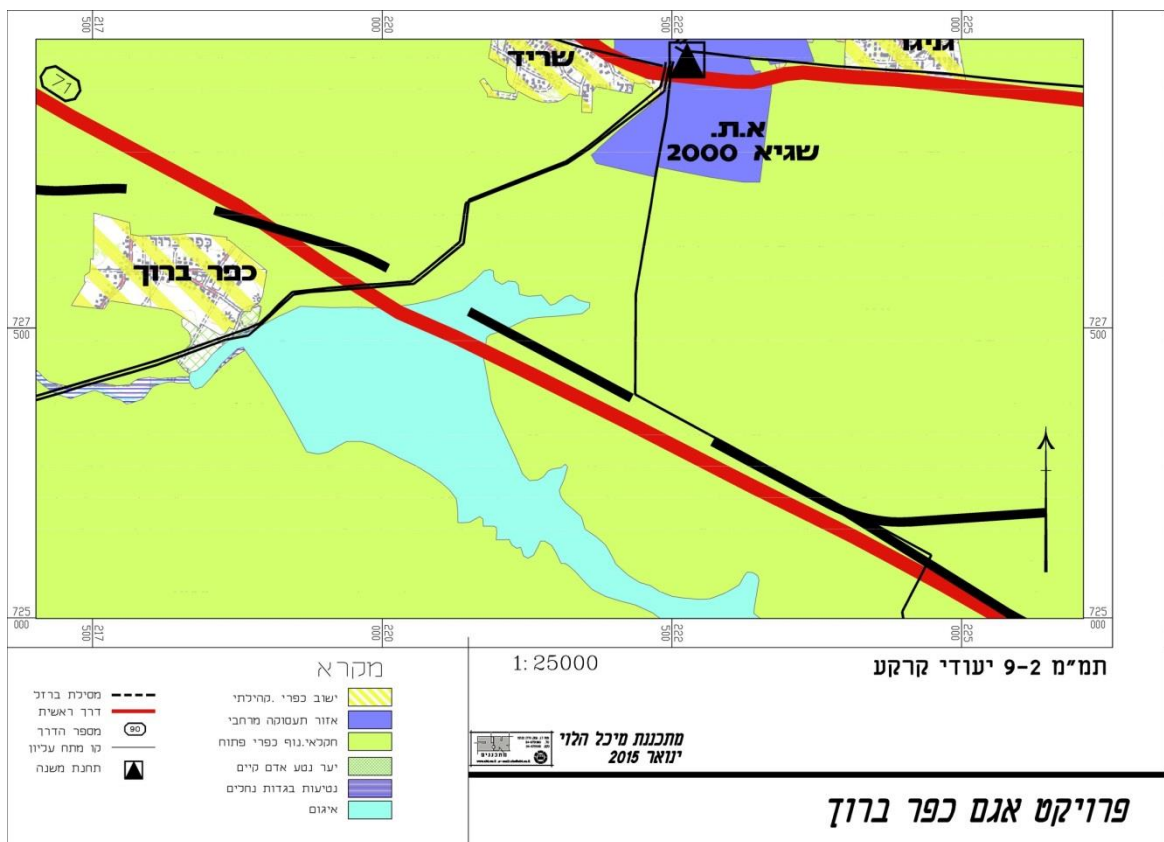 217
500
220
000
222
500
225
000
גניגר
שריד
71
א.ת.
שגיא 2000
כפר ברוך
כפר ברוך
727
500
727
500
725
000
725
000
217
500
220
000
222
500
225
000
תמ"מ 9-2 יעודי קרקע
1:25000
מקרא
ישוב כפרי .קהילתי
אזור תעסוקה מרחבי
חקלאי.נוף כפרי פתוח
יער נטע אדם קיים
נטיעות בגדות נחלים
איגום
מסילת ברזל
דרך ראשית
מספר הדרך
90
קו מתח עליון
תחנת משנה
מתכננת מיכל הלוי
ינואר 2015
מתכננים
פרויקט אגם כפר ברוך